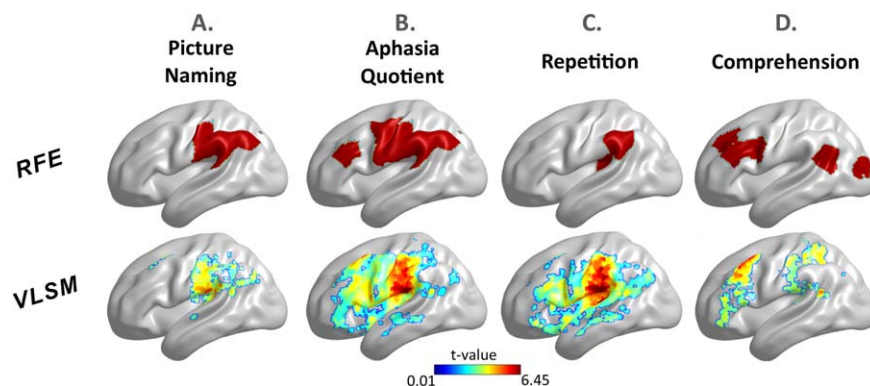 A. B. C. D.
Picture Naming Aphasia Quotient Repetition Comprehension
RFE
VLSM
t-value
0.01 6.45